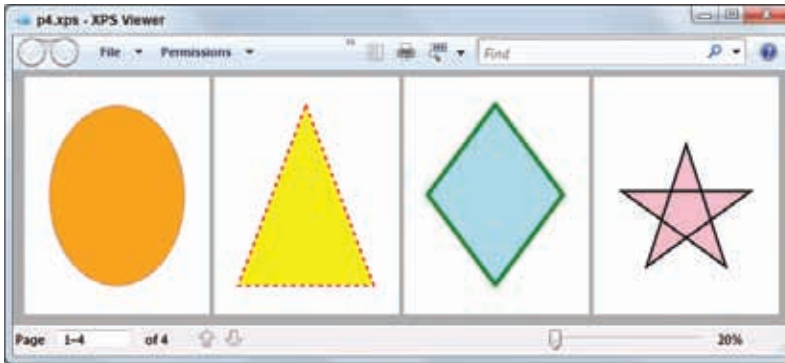 p4.xps - XPS Viewer
File Permissions Find
Page 1-4 of 4 20%